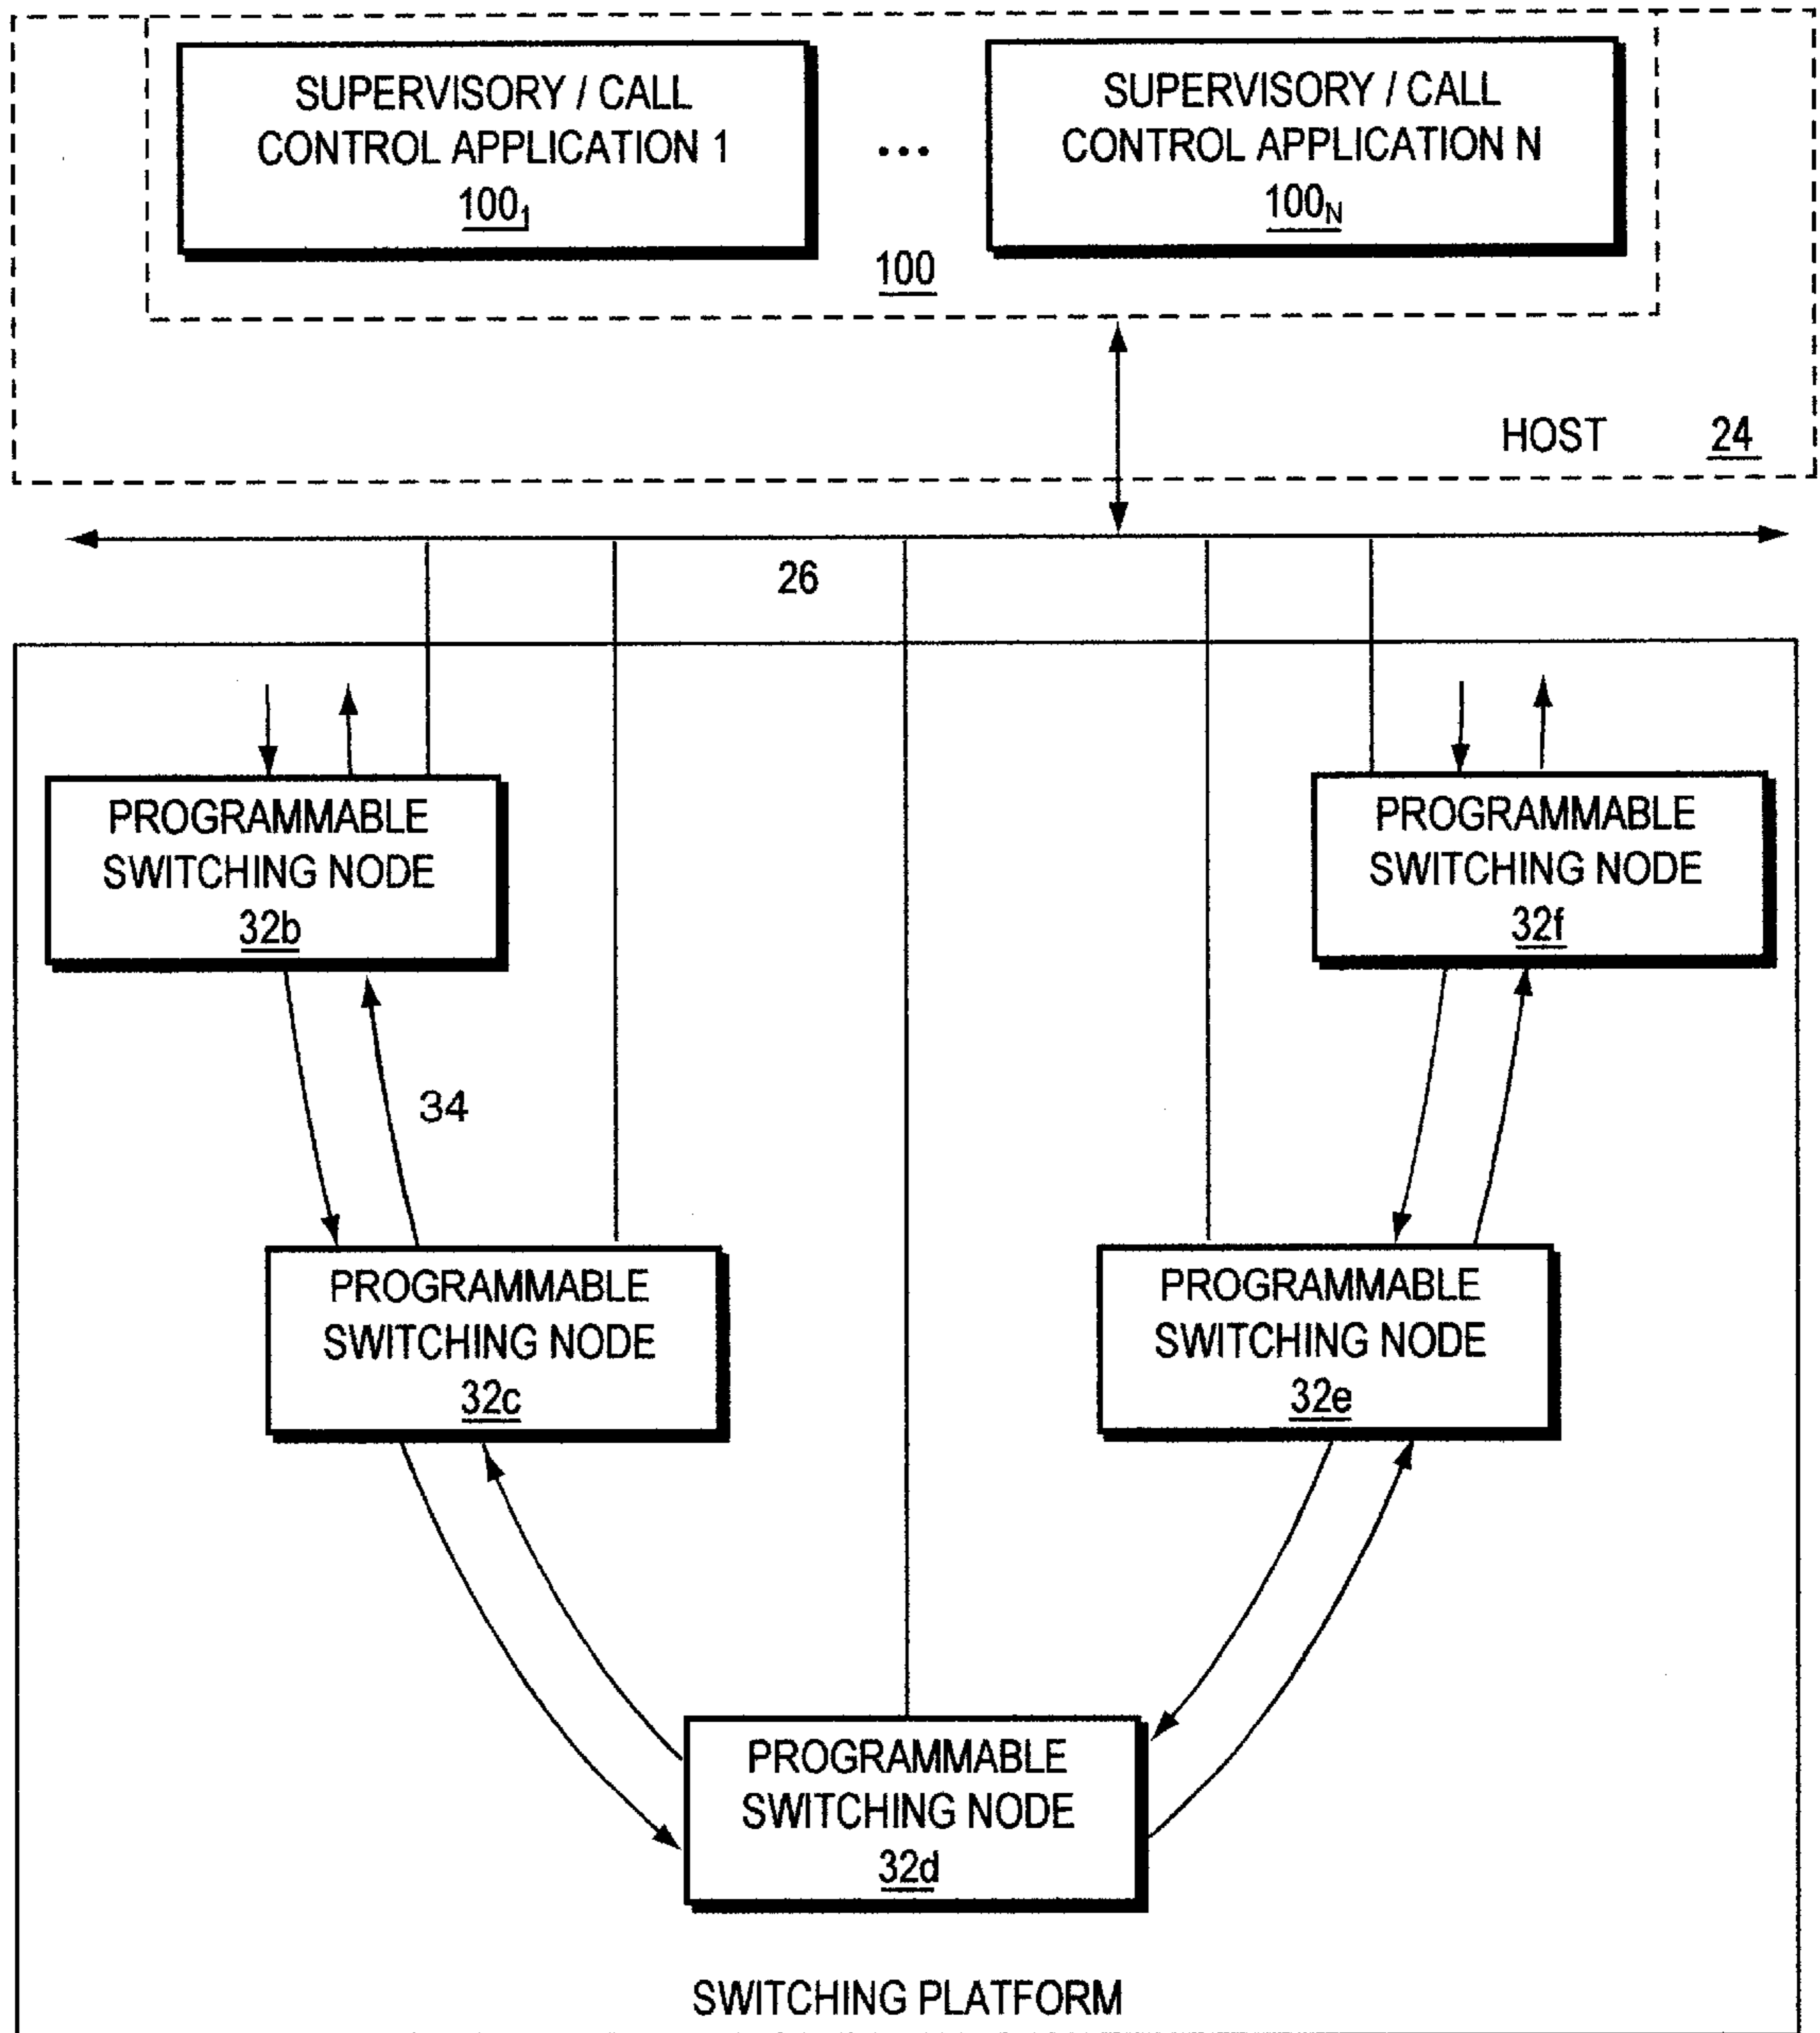 SUPERVISORY / CALL
CONTROL APPLICATION 1
100₁
...
SUPERVISORY / CALL
CONTROL APPLICATION N
100N
100
HOST 24
26
PROGRAMMABLE
SWITCHING NODE
32b
PROGRAMMABLE
SWITCHING NODE
32f
34
PROGRAMMABLE
SWITCHING NODE
32c
PROGRAMMABLE
SWITCHING NODE
32e
PROGRAMMABLE
SWITCHING NODE
32d
SWITCHING PLATFORM